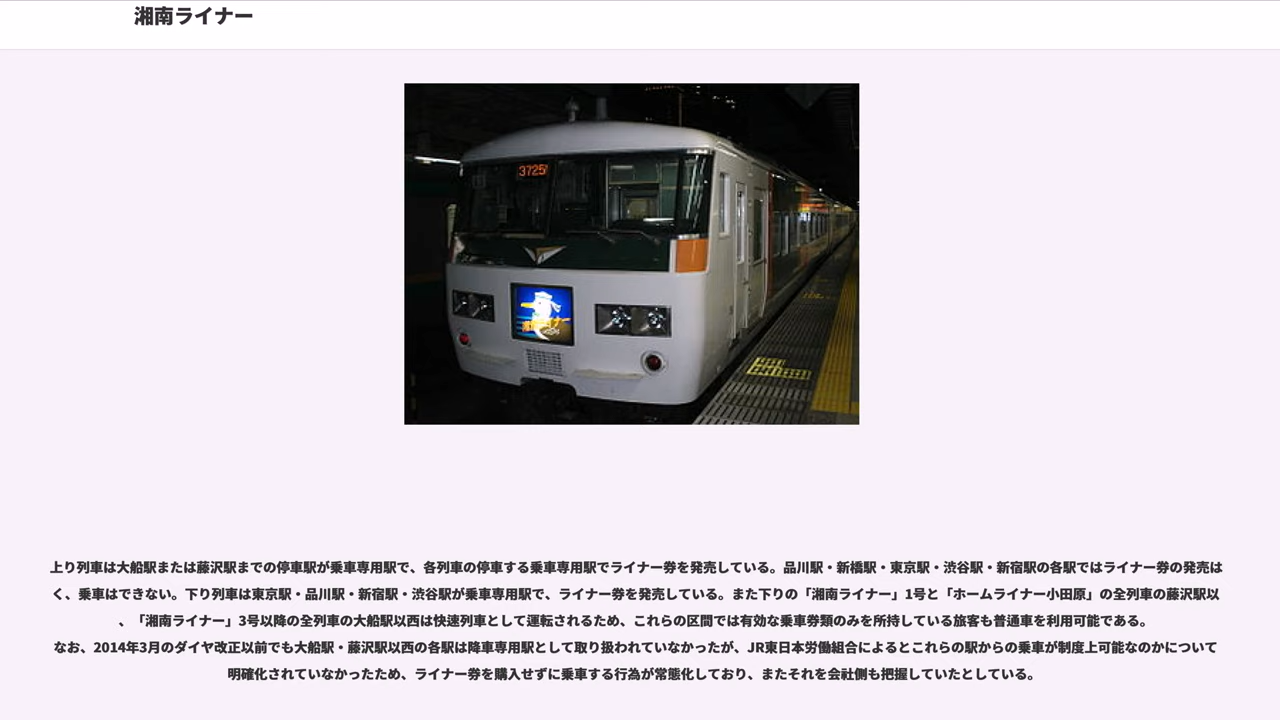 湘南ライナー
3725
上り列車は大船駅または藤沢駅までの停車駅が乗車専用駅で、各列車の停車する乗車専用駅でライナー券を発売している。品川駅・新橋駅・東京駅・渋谷駅・新宿駅の各駅ではライナー券の発売は
く、乗車はできない。下り列車は東京駅・品川駅・新宿駅・渋谷駅が乗車専用駅で、ライナー券を発売している。また下りの「湘南ライナー」1号と「ホームライナー小田原」の全列車の藤沢駅以
、「湘南ライナー」3号以降の全列車の大船駅以西は快速列車として運転されるため、これらの区間では有効な乗車券類のみを所持している旅客も普通車を利用可能である。
なお、2014年3月のダイヤ改正以前でも大船駅・藤沢駅以西の各駅は降車専用駅として取り扱われていなかったが、JR東日本労働組合によるとこれらの駅からの乗車が制度上可能なのかについて
明確化されていなかったため、ライナー券を購入せずに乗車する行為が常態化しており、またそれを会社側も把握していたとしている。